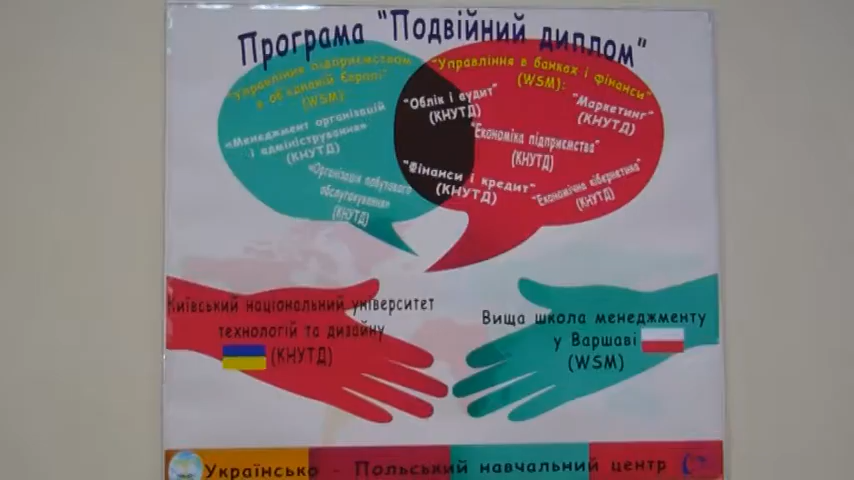 Програма "Подвійний диплом"
"Управління підприємством
в об'єднаній Європі"
(WSM):
"Менеджмент організацій
і адміністрування"
(КНУТД)
"Організація побутового
обслуговування"
(КНУТД)
"Управління в банках і фінанси"
(WSM):
"Облік і аудит"
(КНУТД)
"Маркетинг"
(КНУТД)
"Економіка підприємства"
(КНУТД)
"Фінанси і кредит"
(КНУТД)
"Економічна кібернетика"
(КНУТД)
Київський національний університет
технологій та дизайну
(КНУТД)
Вища школа менеджменту
у Варшаві
(WSM)
Українсько - Польський навчальний центр